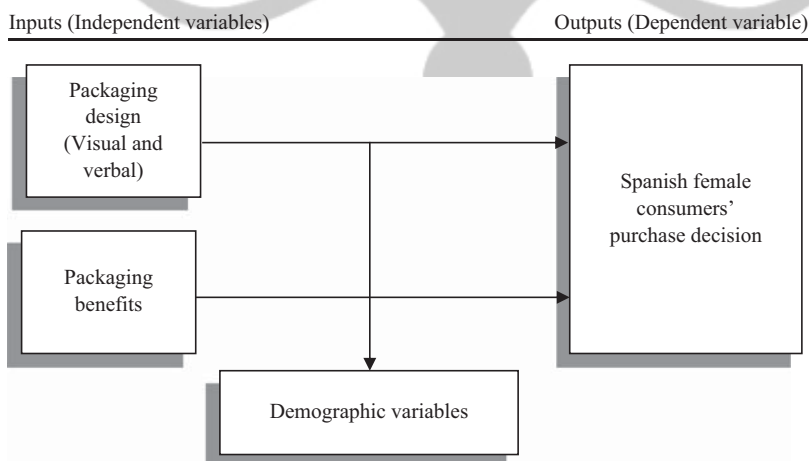 Inputs (Independent variables)
Outputs (Dependent variable)
Packaging
design
(Visual and
verbal)
Spanish female
consumers’
purchase decision
Packaging
benefits
Demographic variables